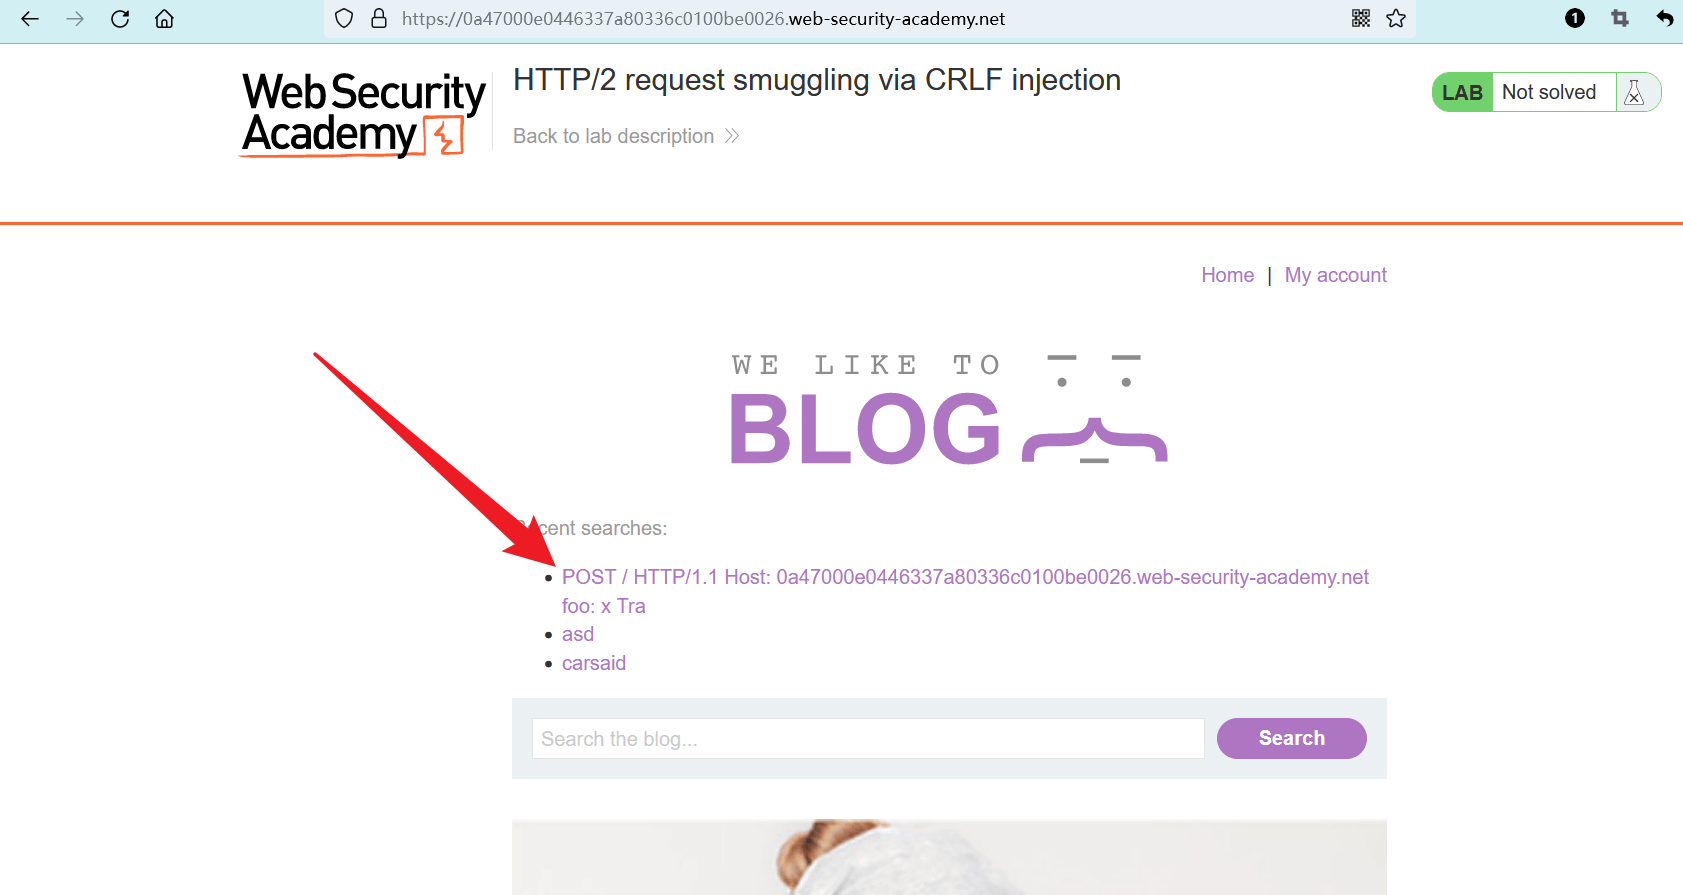 https://0a47000e0446337a80336c0100be0026.web-security-academy.net
1
Web Security
Academy
HTTP/2 request smuggling via CRLF injection
Back to lab description
LAB Not solved
Home | My account
WE LIKE TO
BLOG
searches:
POST / HTTP/1.1 Host: 0a47000e0446337a80336c0100be0026.web-security-academy.net
foo: x Tra
asd
carsaid
Search the blog...
Search